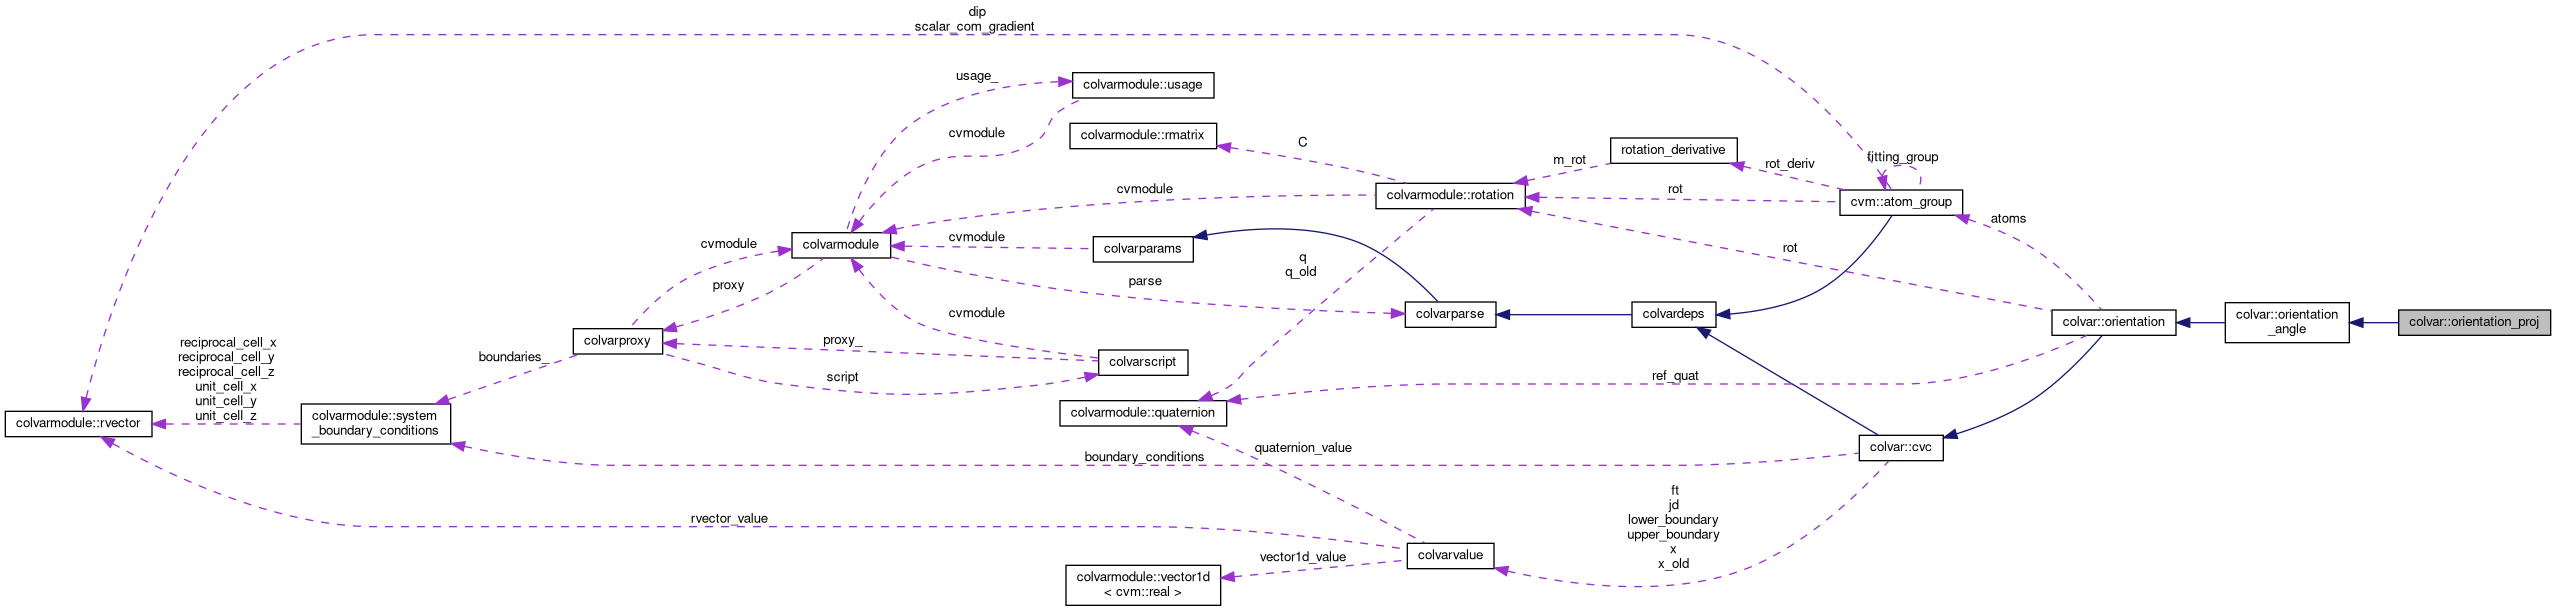 dip
scalar_com_gradient
usage_
colvarmodule::usage
cvmodule
colvarmodule::rmatrix
C
m_rot
rotation_derivative
rot_deriv
fitting_group
cvmodule
colvarmodule::rotation
rot
cvm::atom_group
atoms
cvmodule
colvarmodule
cvmodule
colvarparams
rot
q
q_old
proxy
parse
colvarparse
colvardeps
colvar::orientation
colvar::orientation
_angle
colvar::orientation_proj
cvmodule
colvarproxy
proxy_
colvarscript
script
boundaries_
ref_quat
reciprocal_cell_x
reciprocal_cell_y
reciprocal_cell_z
unit_cell_x
unit_cell_y
unit_cell_z
colvarmodule::rvector
colvarmodule::system
_boundary_conditions
colvarmodule::quaternion
quaternion_value
boundary_conditions
colvar::cvc
ft
jd
lower_boundary
upper_boundary
x
x_old
rvector_value
colvarvalue
vector1d_value
colvarmodule::vector1d
< cvm::real >